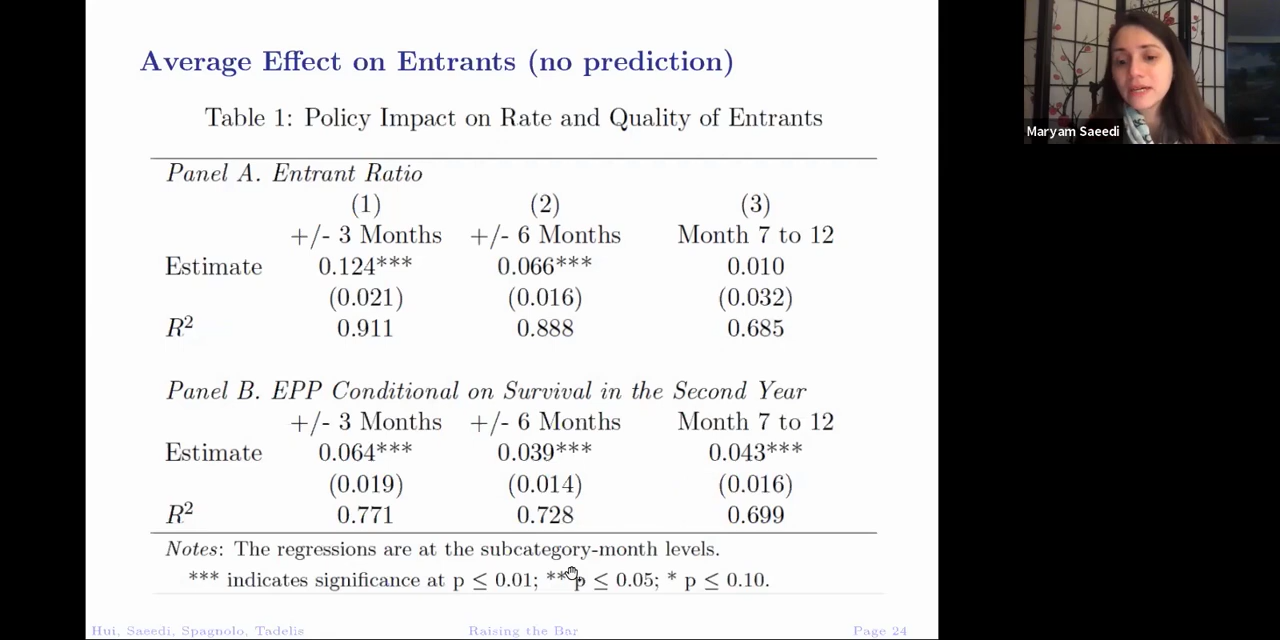 Average Effect on Entrants (no prediction)
Table 1: Policy Impact on Rate and Quality of Entrants
Panel A. Entrant Ratio
(1) (2) (3)
+/- 3 Months +/- 6 Months Month 7 to 12
Estimate 0.124*** 0.066*** 0.010
(0.021) (0.016) (0.032)
R² 0.911 0.888 0.685
Panel B. EPP Conditional on Survival in the Second Year
+/- 3 Months +/- 6 Months Month 7 to 12
Estimate 0.064*** 0.039*** 0.043***
(0.019) (0.014) (0.016)
R² 0.771 0.728 0.699
Notes: The regressions are at the subcategory-month levels.
*** indicates significance at p ≤ 0.01; ** p ≤ 0.05; * p ≤ 0.10.
Hui, Saeedi, Spagnolo, Tadelis Raising the Bar Page 24
Maryam Saeedi